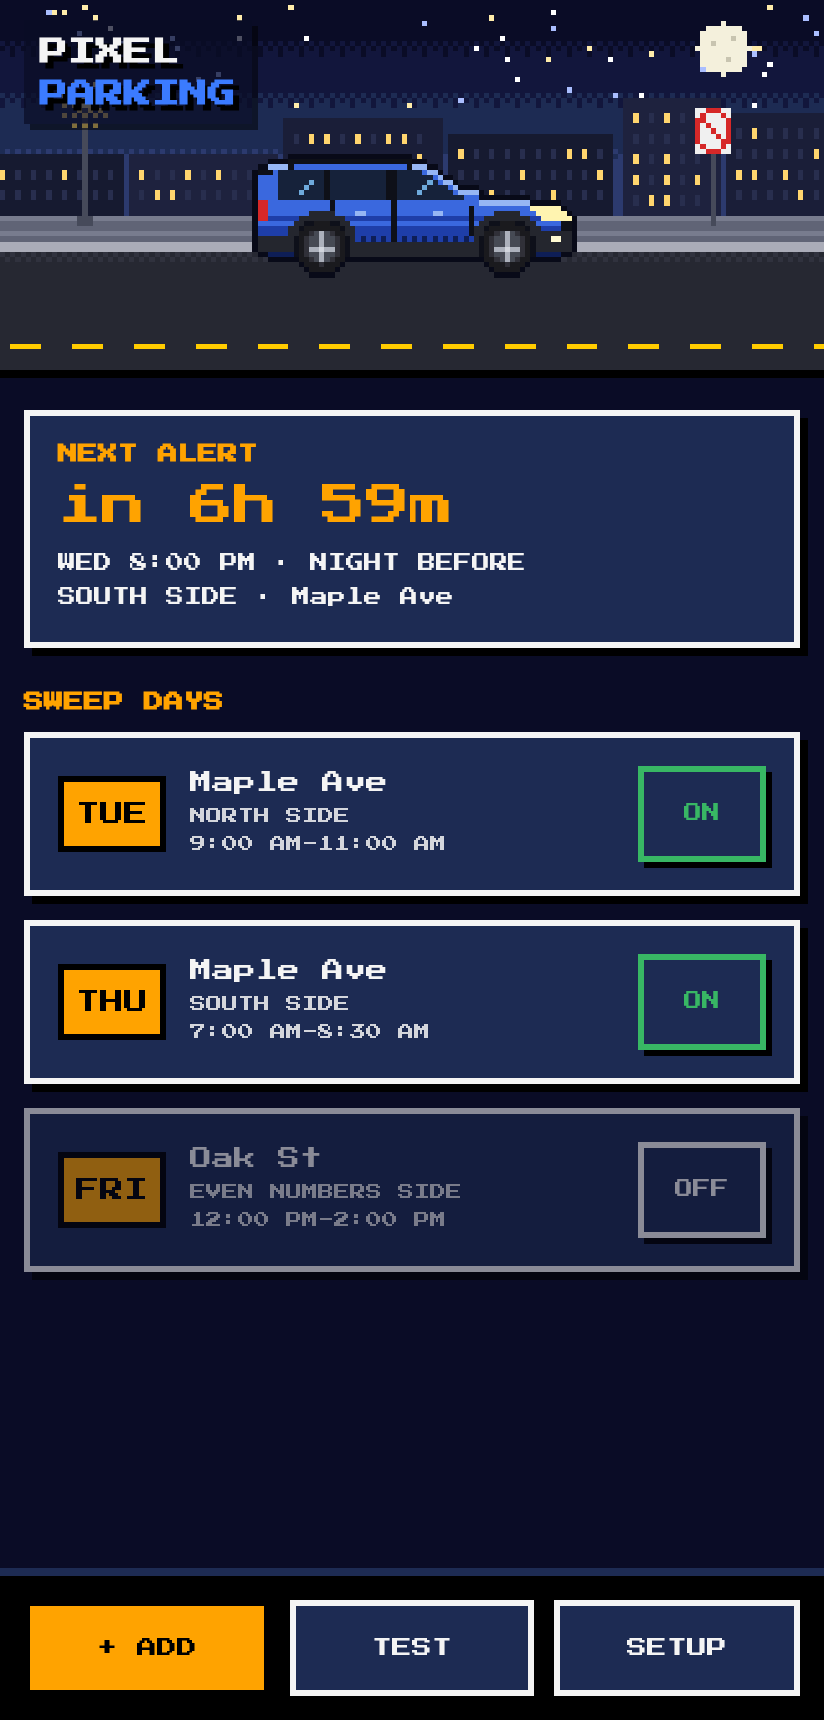 PIXEL
PARKING
NEXT ALERT
in 6h 59m
WED 8:00 PM · NIGHT BEFORE
SOUTH SIDE · Maple Ave
SWEEP DAYS
TUE
Maple Ave
NORTH SIDE
9:00 AM–11:00 AM
ON
THU
Maple Ave
SOUTH SIDE
7:00 AM–8:30 AM
ON
FRI
Oak St
EVEN NUMBERS SIDE
12:00 PM–2:00 PM
OFF
+ ADD
TEST
SETUP